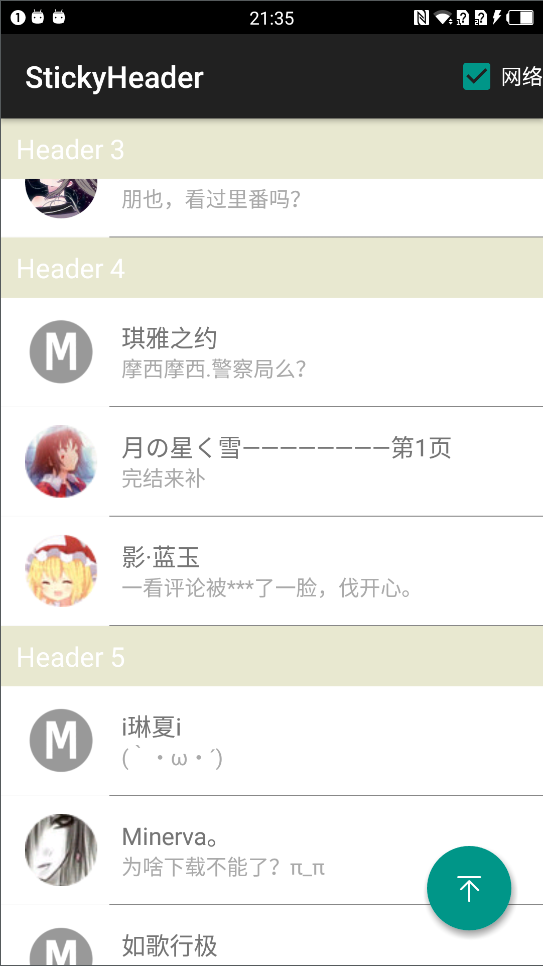 21:35
StickyHeader
网络
Header 3
朋也，看过里番吗？
Header 4
M
琪雅之约
摩西摩西.警察局么？
月の星く雪————————第1页
完结来补
影·蓝玉
一看评论被***了一脸，伐开心。
Header 5
M
i琳夏i
(｀・ω・´)
Minerva。
为啥下载不能了？π_π
M
如歌行极